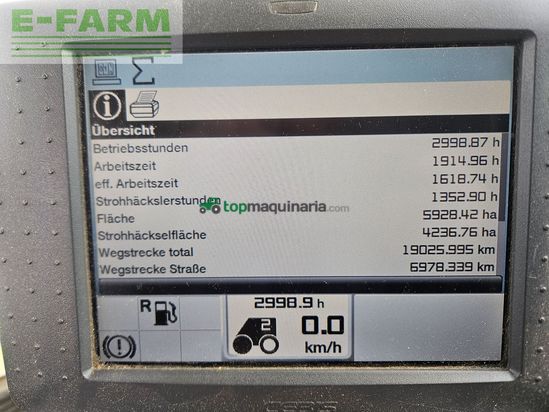 E-FARM
Übersicht
Betriebsstunden 2998.87 h
Arbeitszeit 1914.96 h
eff. Arbeitszeit 1618.74 h
Strohhäckslerstunden 1352.90 h
topmaquinaria.com
Fläche 5928.42 ha
Strohhäckselfläche 4236.76 ha
Wegstrecke total 19025.995 km
Wegstrecke Straße 6978.339 km
2998.9 h
R
2
0.0
km/h